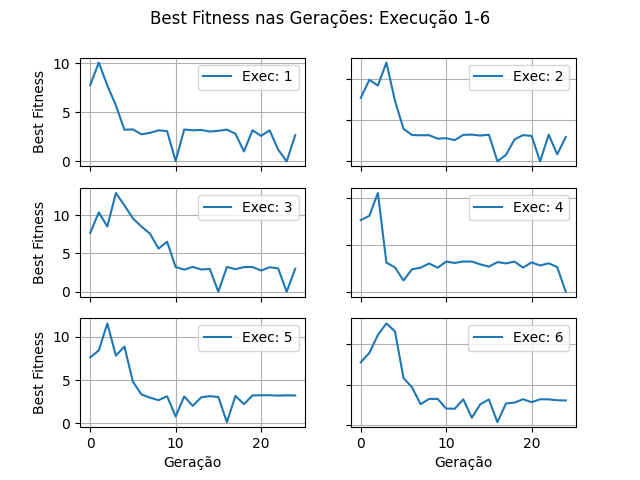 Best Fitness nas Gerações: Execução 1-6
10
5
0
Best Fitness
Exec: 1
Exec: 2
10
5
0
Best Fitness
Exec: 3
Exec: 4
10
5
0
Best Fitness
Exec: 5
0
10
20
Geração
Exec: 6
0
10
20
Geração